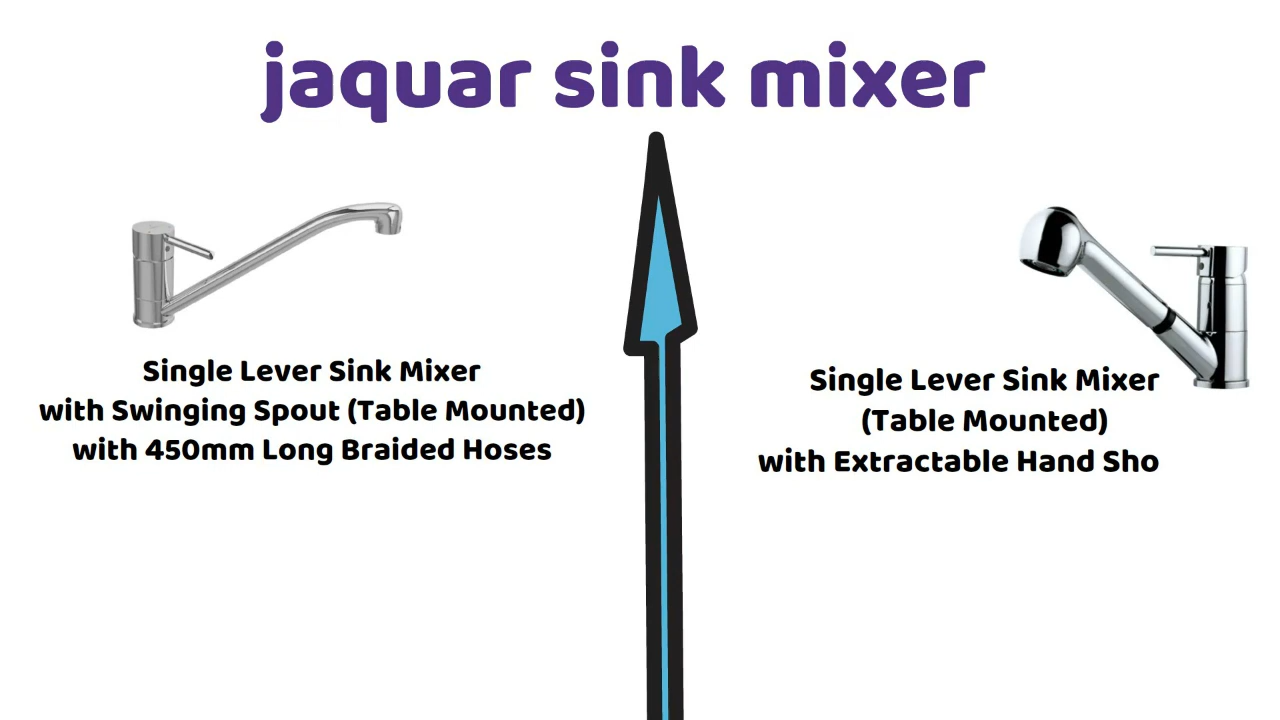 jaquar sink mixer
Single Lever Sink Mixer
with Swinging Spout (Table Mounted)
with 450mm Long Braided Hoses
Single Lever Sink Mixer
(Table Mounted)
with Extractable Hand Sho